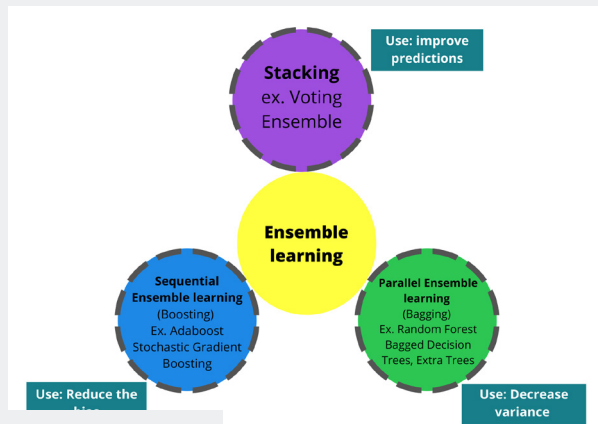 Use: improve
predictions
Stacking
ex. Voting
Ensemble
Ensemble
learning
Sequential
Ensemble learning
(Boosting)
Ex. Adaboost
Stochastic Gradient
Boosting
Parallel Ensemble
learning
(Bagging)
Ex. Random Forest
Bagged Decision
Trees, Extra Trees
Use: Reduce the
Use: Decrease
variance